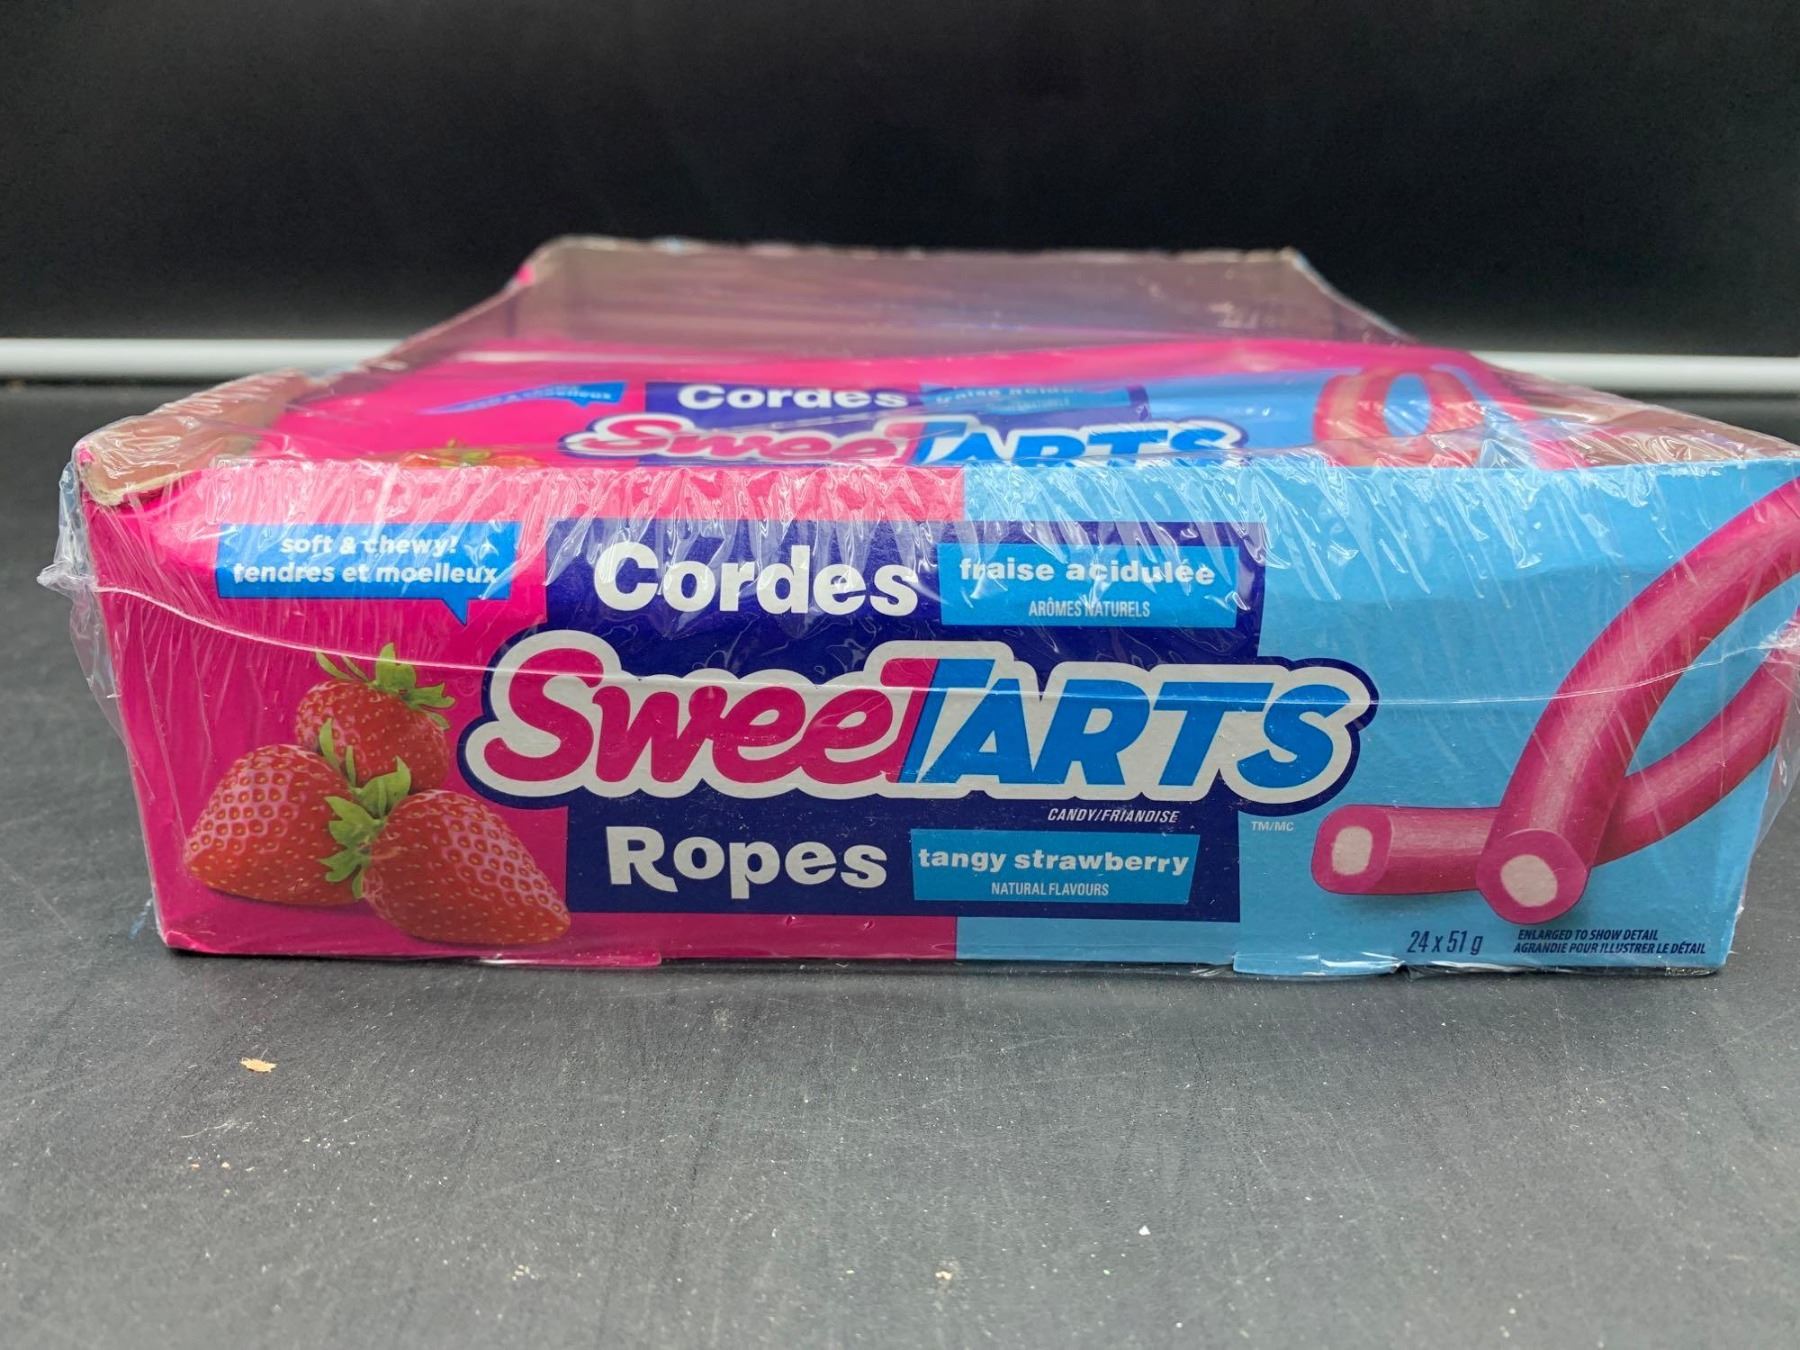 Cordes
SweeTARTS
soft & chewy!
tendres et moelleux
Cordes
fraise acidulée
ARÔMES NATURELS
SweeTARTS
CANDY/FRIANDISE
TM/MC
Ropes
tangy strawberry
NATURAL FLAVOURS
24 x 51 g
ENLARGED TO SHOW DETAIL
AGRANDIE POUR ILLUSTRER LE DÉTAIL